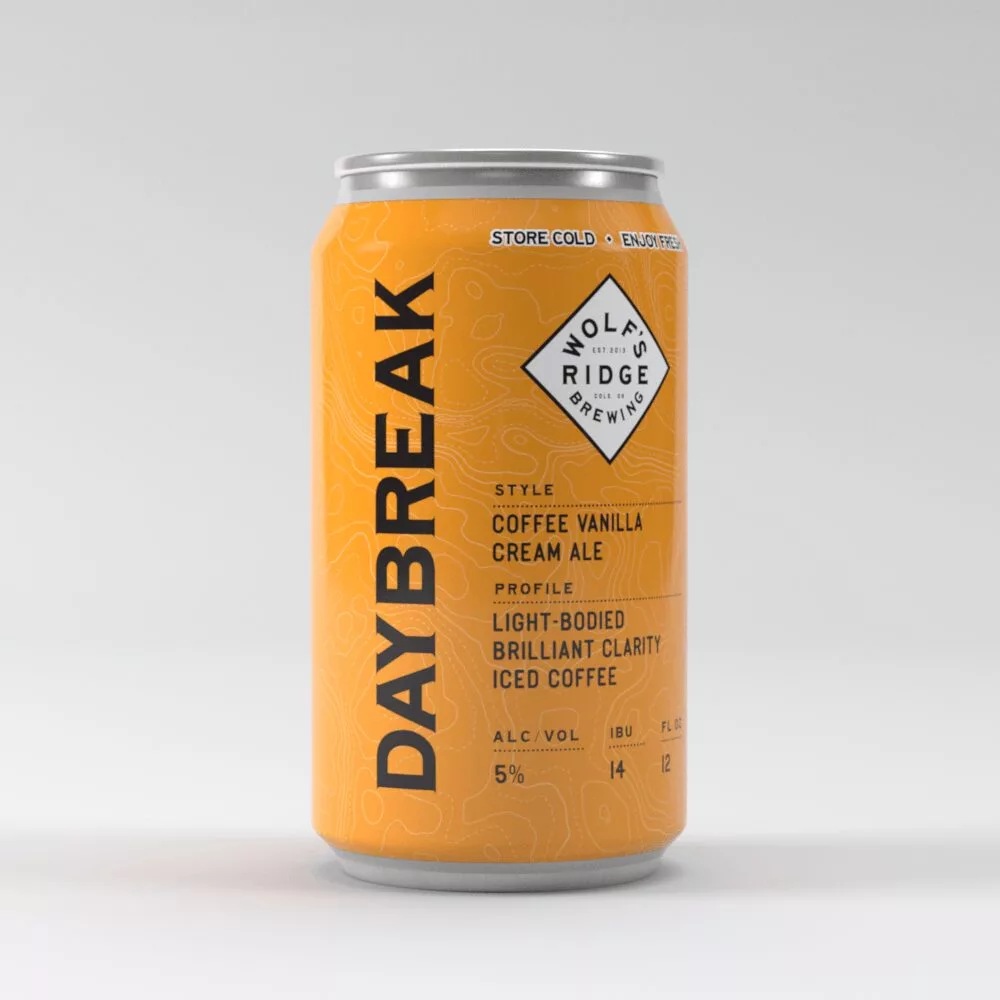 DAYBREAK
STORE COLD • ENJOY FRESH
WOLF'S
EST. 2013
RIDGE
COLS. OH
BREWING
STYLE
COFFEE VANILLA
CREAM ALE
PROFILE
LIGHT-BODIED
BRILLIANT CLARITY
ICED COFFEE
ALC/VOL IBU FL OZ
5% 14 12